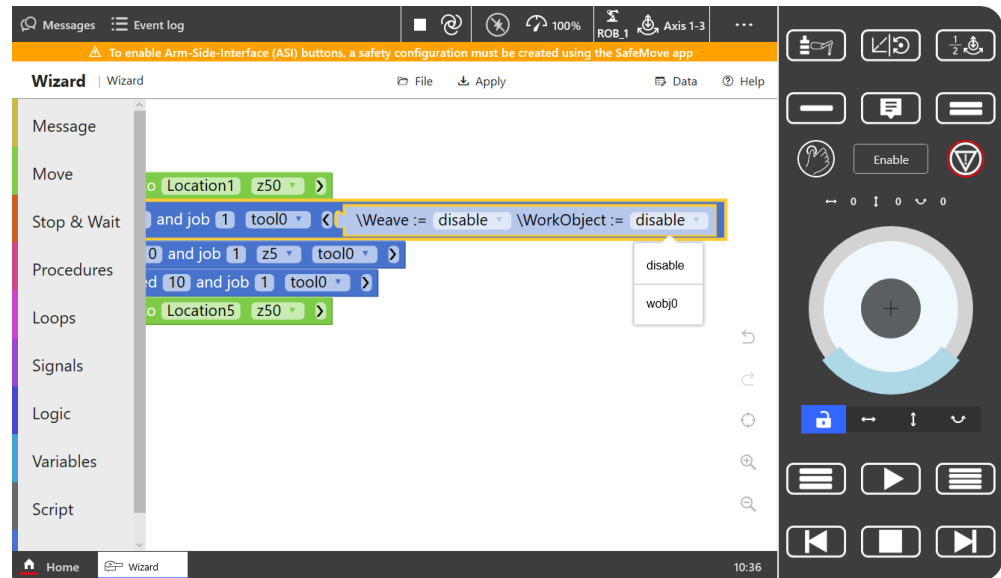 Messages Event log 100% ROB_1 Axis 1-3 ...
To enable Arm-Side-Interface (ASI) buttons, a safety configuration must be created using the SafeMove app
Wizard | Wizard File Apply Data Help
Message
Move
Stop & Wait
Procedures
Loops
Signals
Logic
Variables
Script
o Location1 z50
and job 1 tool0 \Weave := disable \WorkObject := disable
0 and job 1 z5 tool0
ed 10 and job 1 tool0
o Location5 z50
disable
wobj0
Home Wizard 10:36
1/2
Enable
0 0 0